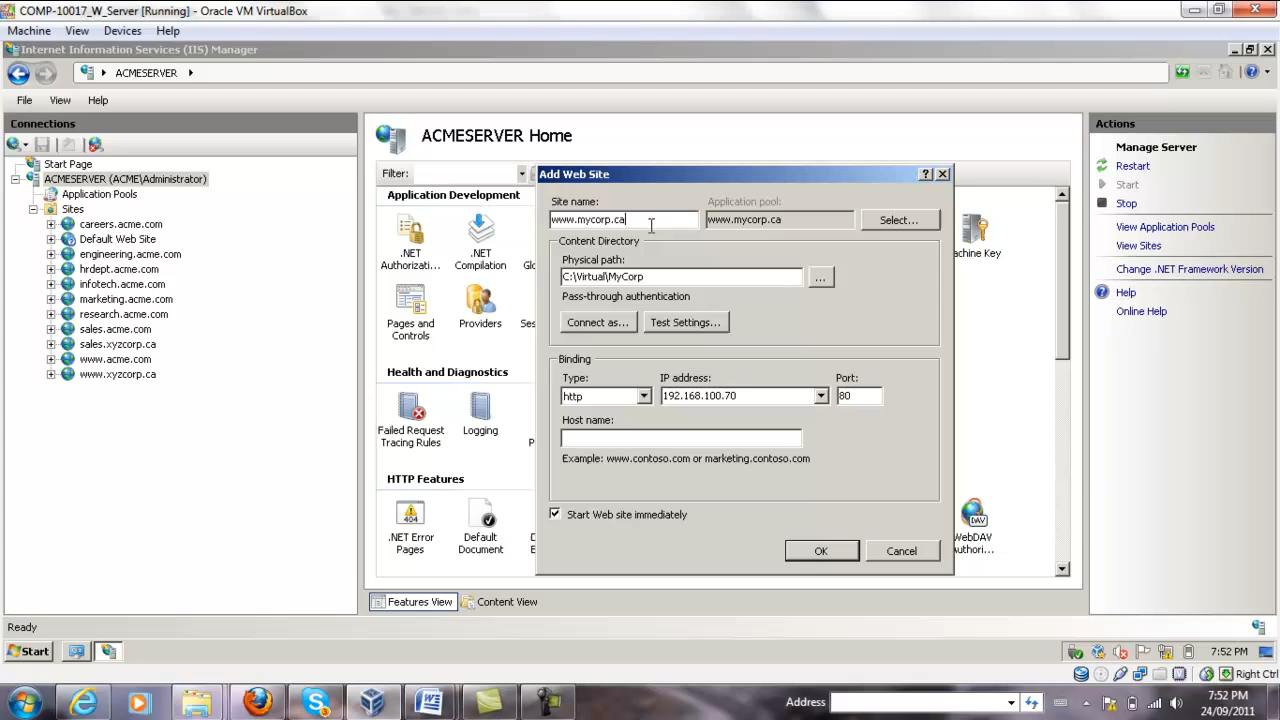 COMP-10017_W_Server [Running] - Oracle VM VirtualBox
Machine View Devices Help
Internet Information Services (IIS) Manager
ACMESERVER
File View Help
Connections
Start Page
ACMESERVER (ACME\Administrator)
Application Pools
Sites
careers.acme.com
Default Web Site
engineering.acme.com
hrdept.acme.com
infotech.acme.com
marketing.acme.com
research.acme.com
sales.acme.com
sales.xyzcorp.ca
www.acme.com
www.xyzcorp.ca
ACMESERVER Home
Filter:
Application Development
.NET
Authorizati...
.NET
Compilation
Pages and
Controls
Providers
Health and Diagnostics
Failed Request
Tracing Rules
Logging
HTTP Features
404
.NET Error
Pages
Default
Document
DAV
Add Web Site
Site name:
www.mycorp.ca
Application pool:
www.mycorp.ca
Select...
Content Directory
Physical path:
C:\Virtual\MyCorp
...
Pass-through authentication
Connect as...
Test Settings...
Binding
Type:
http
IP address:
192.168.100.70
Port:
80
Host name:
Example: www.contoso.com or marketing.contoso.com
Start Web site immediately
OK
Cancel
Features View
Content View
Actions
Manage Server
Restart
Start
Stop
View Application Pools
View Sites
Change .NET Framework Version
Help
Online Help
Ready
Start
7:52 PM
Right Ctrl
Address
7:52 PM
24/09/2011